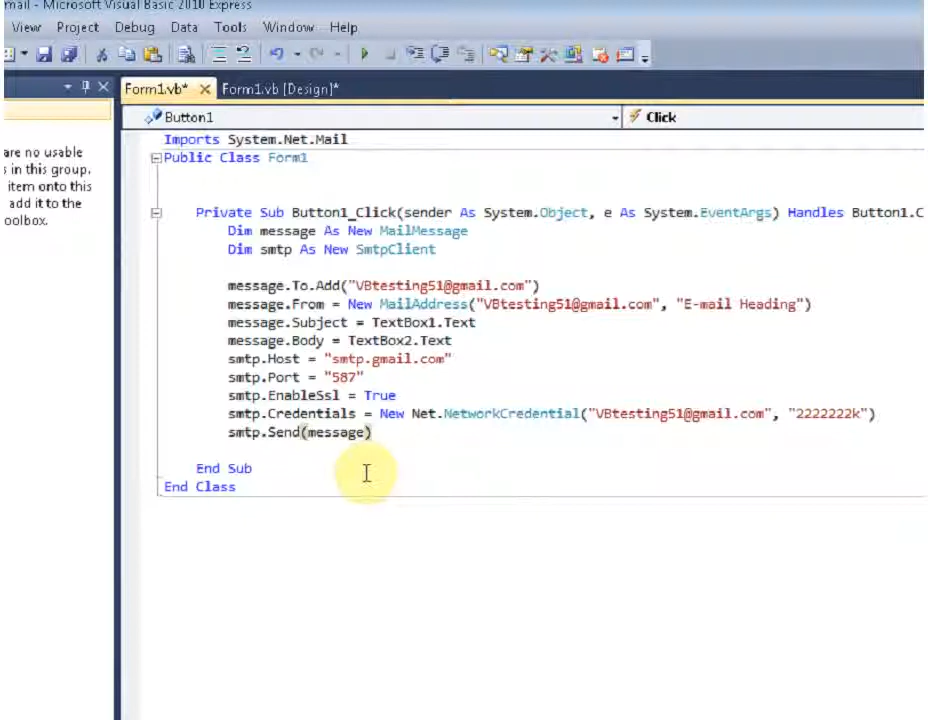 mail - Microsoft Visual Basic 2010 Express
View Project Debug Data Tools Window Help
Form1.vb* Form1.vb [Design]*
Button1 Click
are no usable
s in this group.
item onto this
add it to the
oolbox.
Imports System.Net.Mail
Public Class Form1
Private Sub Button1_Click(sender As System.Object, e As System.EventArgs) Handles Button1.C
Dim message As New MailMessage
Dim smtp As New SmtpClient
message.To.Add("VBtesting51@gmail.com")
message.From = New MailAddress("VBtesting51@gmail.com", "E-mail Heading")
message.Subject = TextBox1.Text
message.Body = TextBox2.Text
smtp.Host = "smtp.gmail.com"
smtp.Port = "587"
smtp.EnableSsl = True
smtp.Credentials = New Net.NetworkCredential("VBtesting51@gmail.com", "2222222k")
smtp.Send(message)
End Sub
End Class